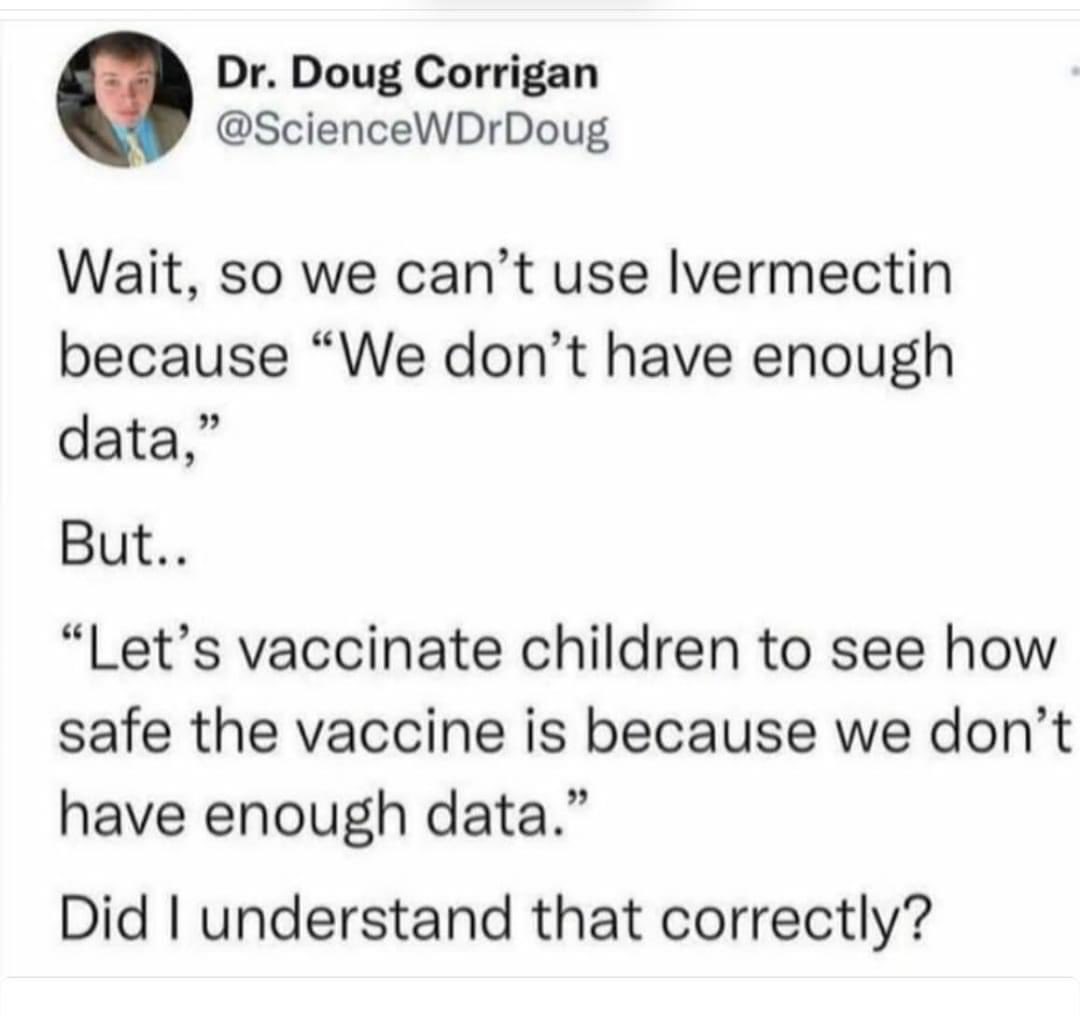 Dr. Doug Corrigan
@ScienceWDrDoug
Wait, so we can’t use Ivermectin
because “We don’t have enough
data,”
But..
“Let’s vaccinate children to see how
safe the vaccine is because we don’t
have enough data.”
Did I understand that correctly?